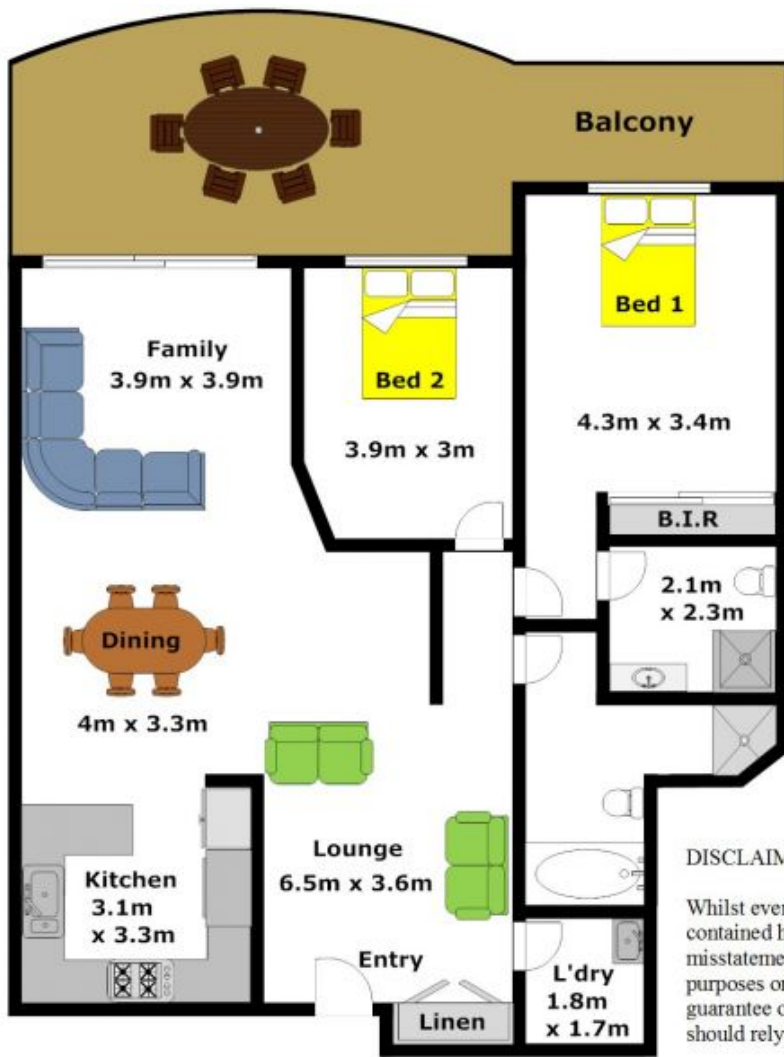 Balcony
Bed 1
Family
3.9m x 3.9m
Bed 2
4.3m x 3.4m
3.9m x 3m
B.I.R
2.1m
x 2.3m
Dining
4m x 3.3m
Lounge
6.5m x 3.6m
Kitchen
3.1m
x 3.3m
Entry
L'dry
1.8m
x 1.7m
Linen
DISCLAIM
Whilst ever
contained h
misstateme
purposes or
guarantee o
should rely